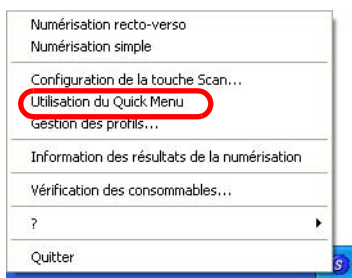 Numérisation recto-verso
Numérisation simple
Configuration de la touche Scan...
Utilisation du Quick Menu
Gestion des profils...
Information des résultats de la numérisation
Vérification des consommables...
?
Quitter
S